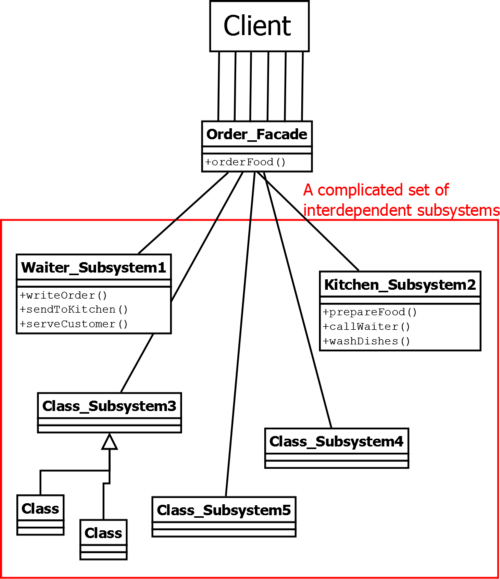 Client
Order_Facade
+orderFood()
A complicated set of
interdependent subsystems
Waiter_Subsystem1
+writeOrder()
+sendToKitchen()
+serveCustomer()
Kitchen_Subsystem2
+prepareFood()
+callWaiter()
+washDishes()
Class_Subsystem3
Class_Subsystem4
Class
Class_Subsystem5
Class